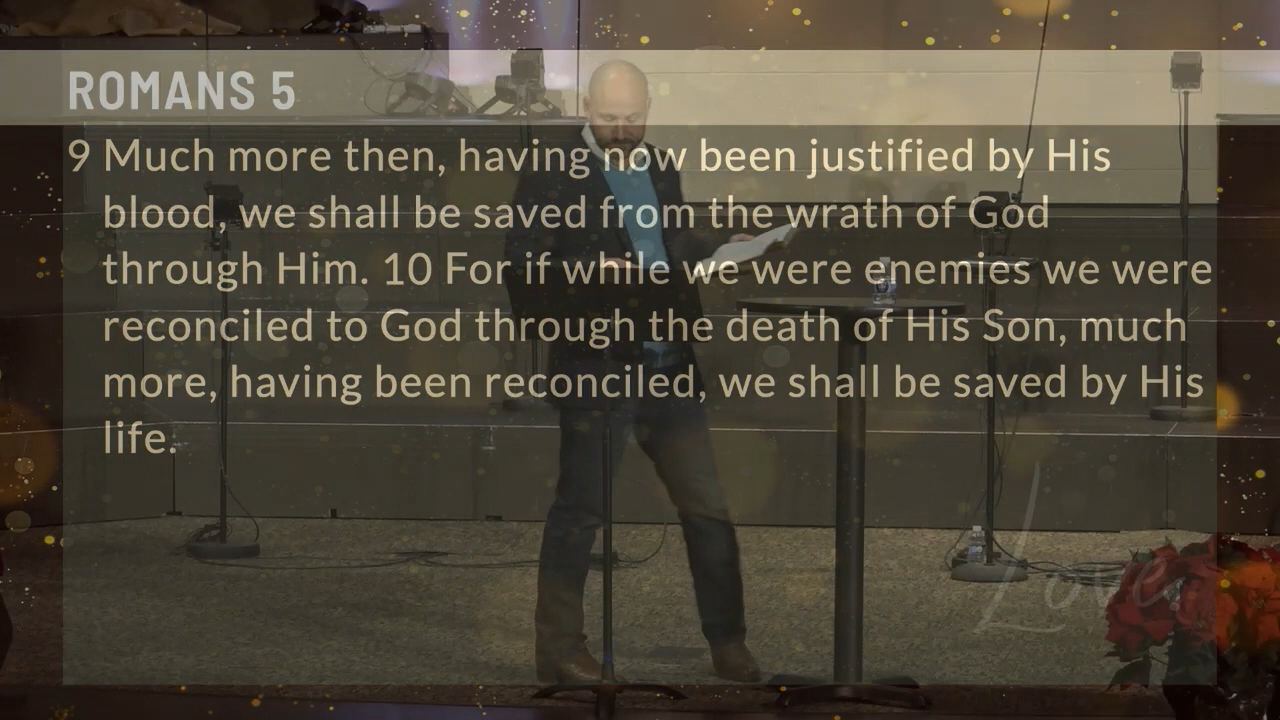 ROMANS 5
9 Much more then, having now been justified by His
blood, we shall be saved from the wrath of God
through Him. 10 For if while we were enemies we were
reconciled to God through the death of His Son, much
more, having been reconciled, we shall be saved by His
life.
Love